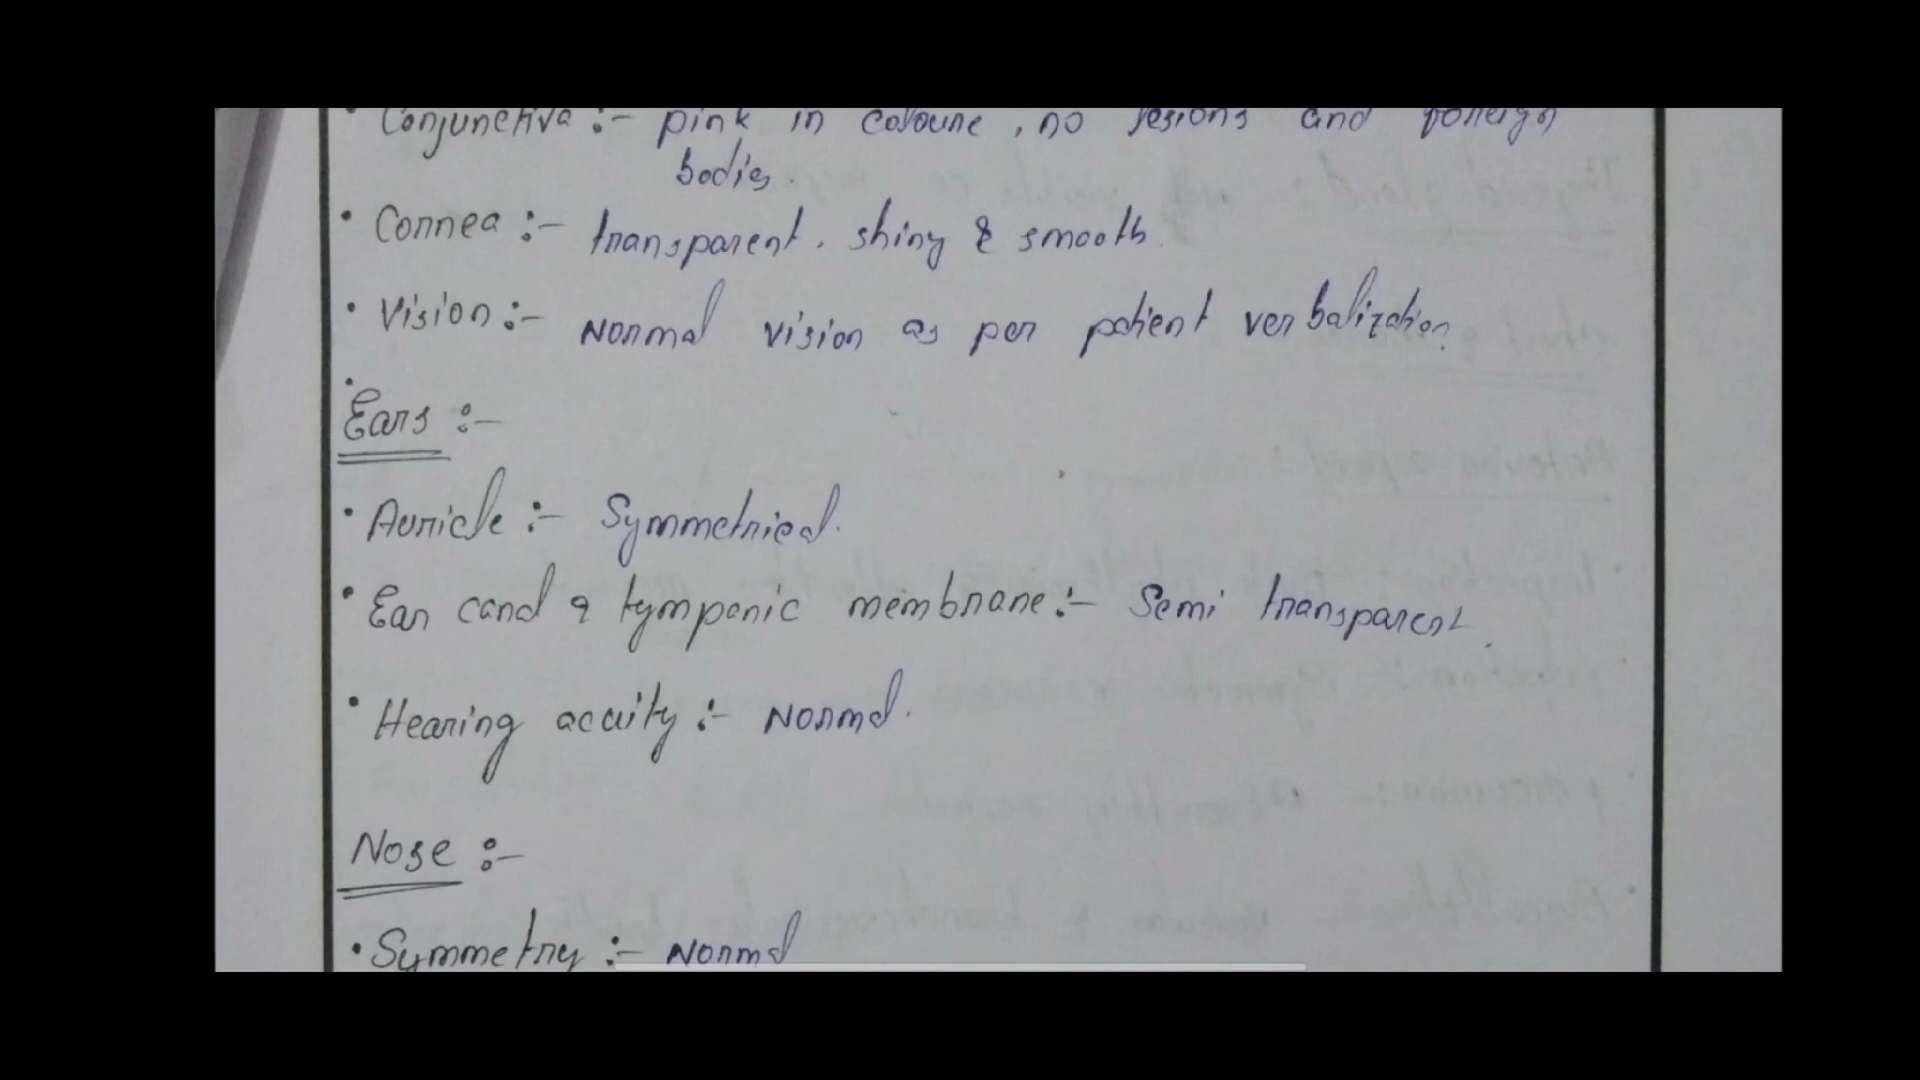 • Conjunctiva :- pink in coloure, no lesions and foreign
bodies.
• Cornea :- transparent, shiny & smooth.
• Vision :- Normal vision as per patient verbalization.
Ears :-
• Auricle :- Symmetrical.
• Ear canal & tympanic membrane :- Semi transparent.
• Hearing acuity :- Normal.
Nose :-
• Symmetry :- Normal